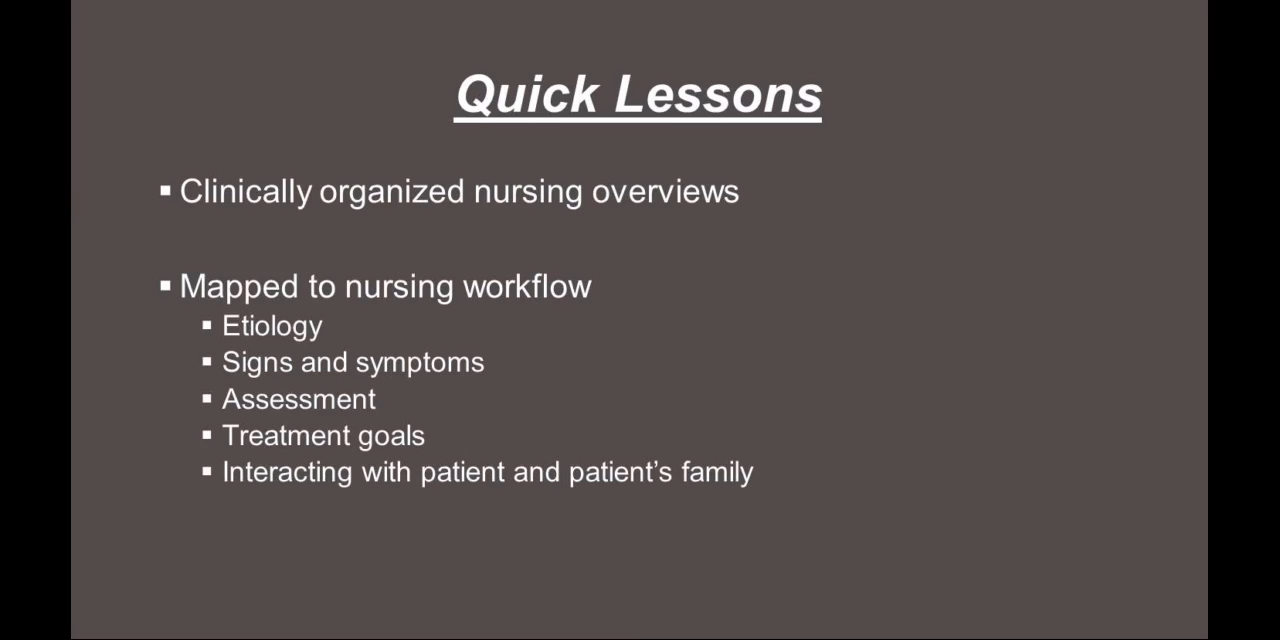 Quick Lessons
▪ Clinically organized nursing overviews
▪ Mapped to nursing workflow
▪ Etiology
▪ Signs and symptoms
▪ Assessment
▪ Treatment goals
▪ Interacting with patient and patient’s family